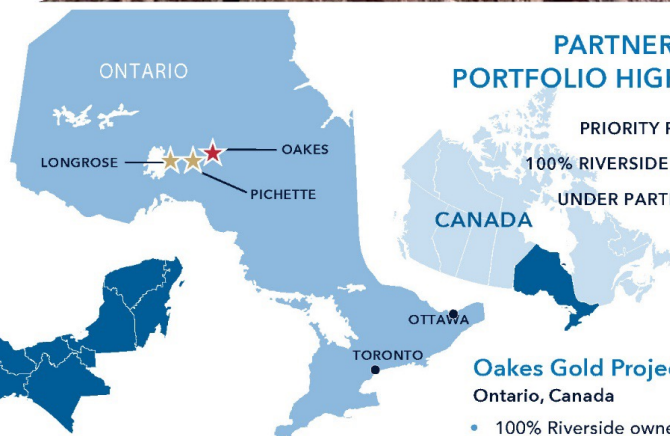 ONTARIO
LONGROSE
OAKES
PICHETTE
OTTAWA
TORONTO
PARTNER
PORTFOLIO HIG
PRIORITY
100% RIVERSIDE
UNDER PART
CANADA
Oakes Gold Projec
Ontario, Canada
• 100% Riverside owne